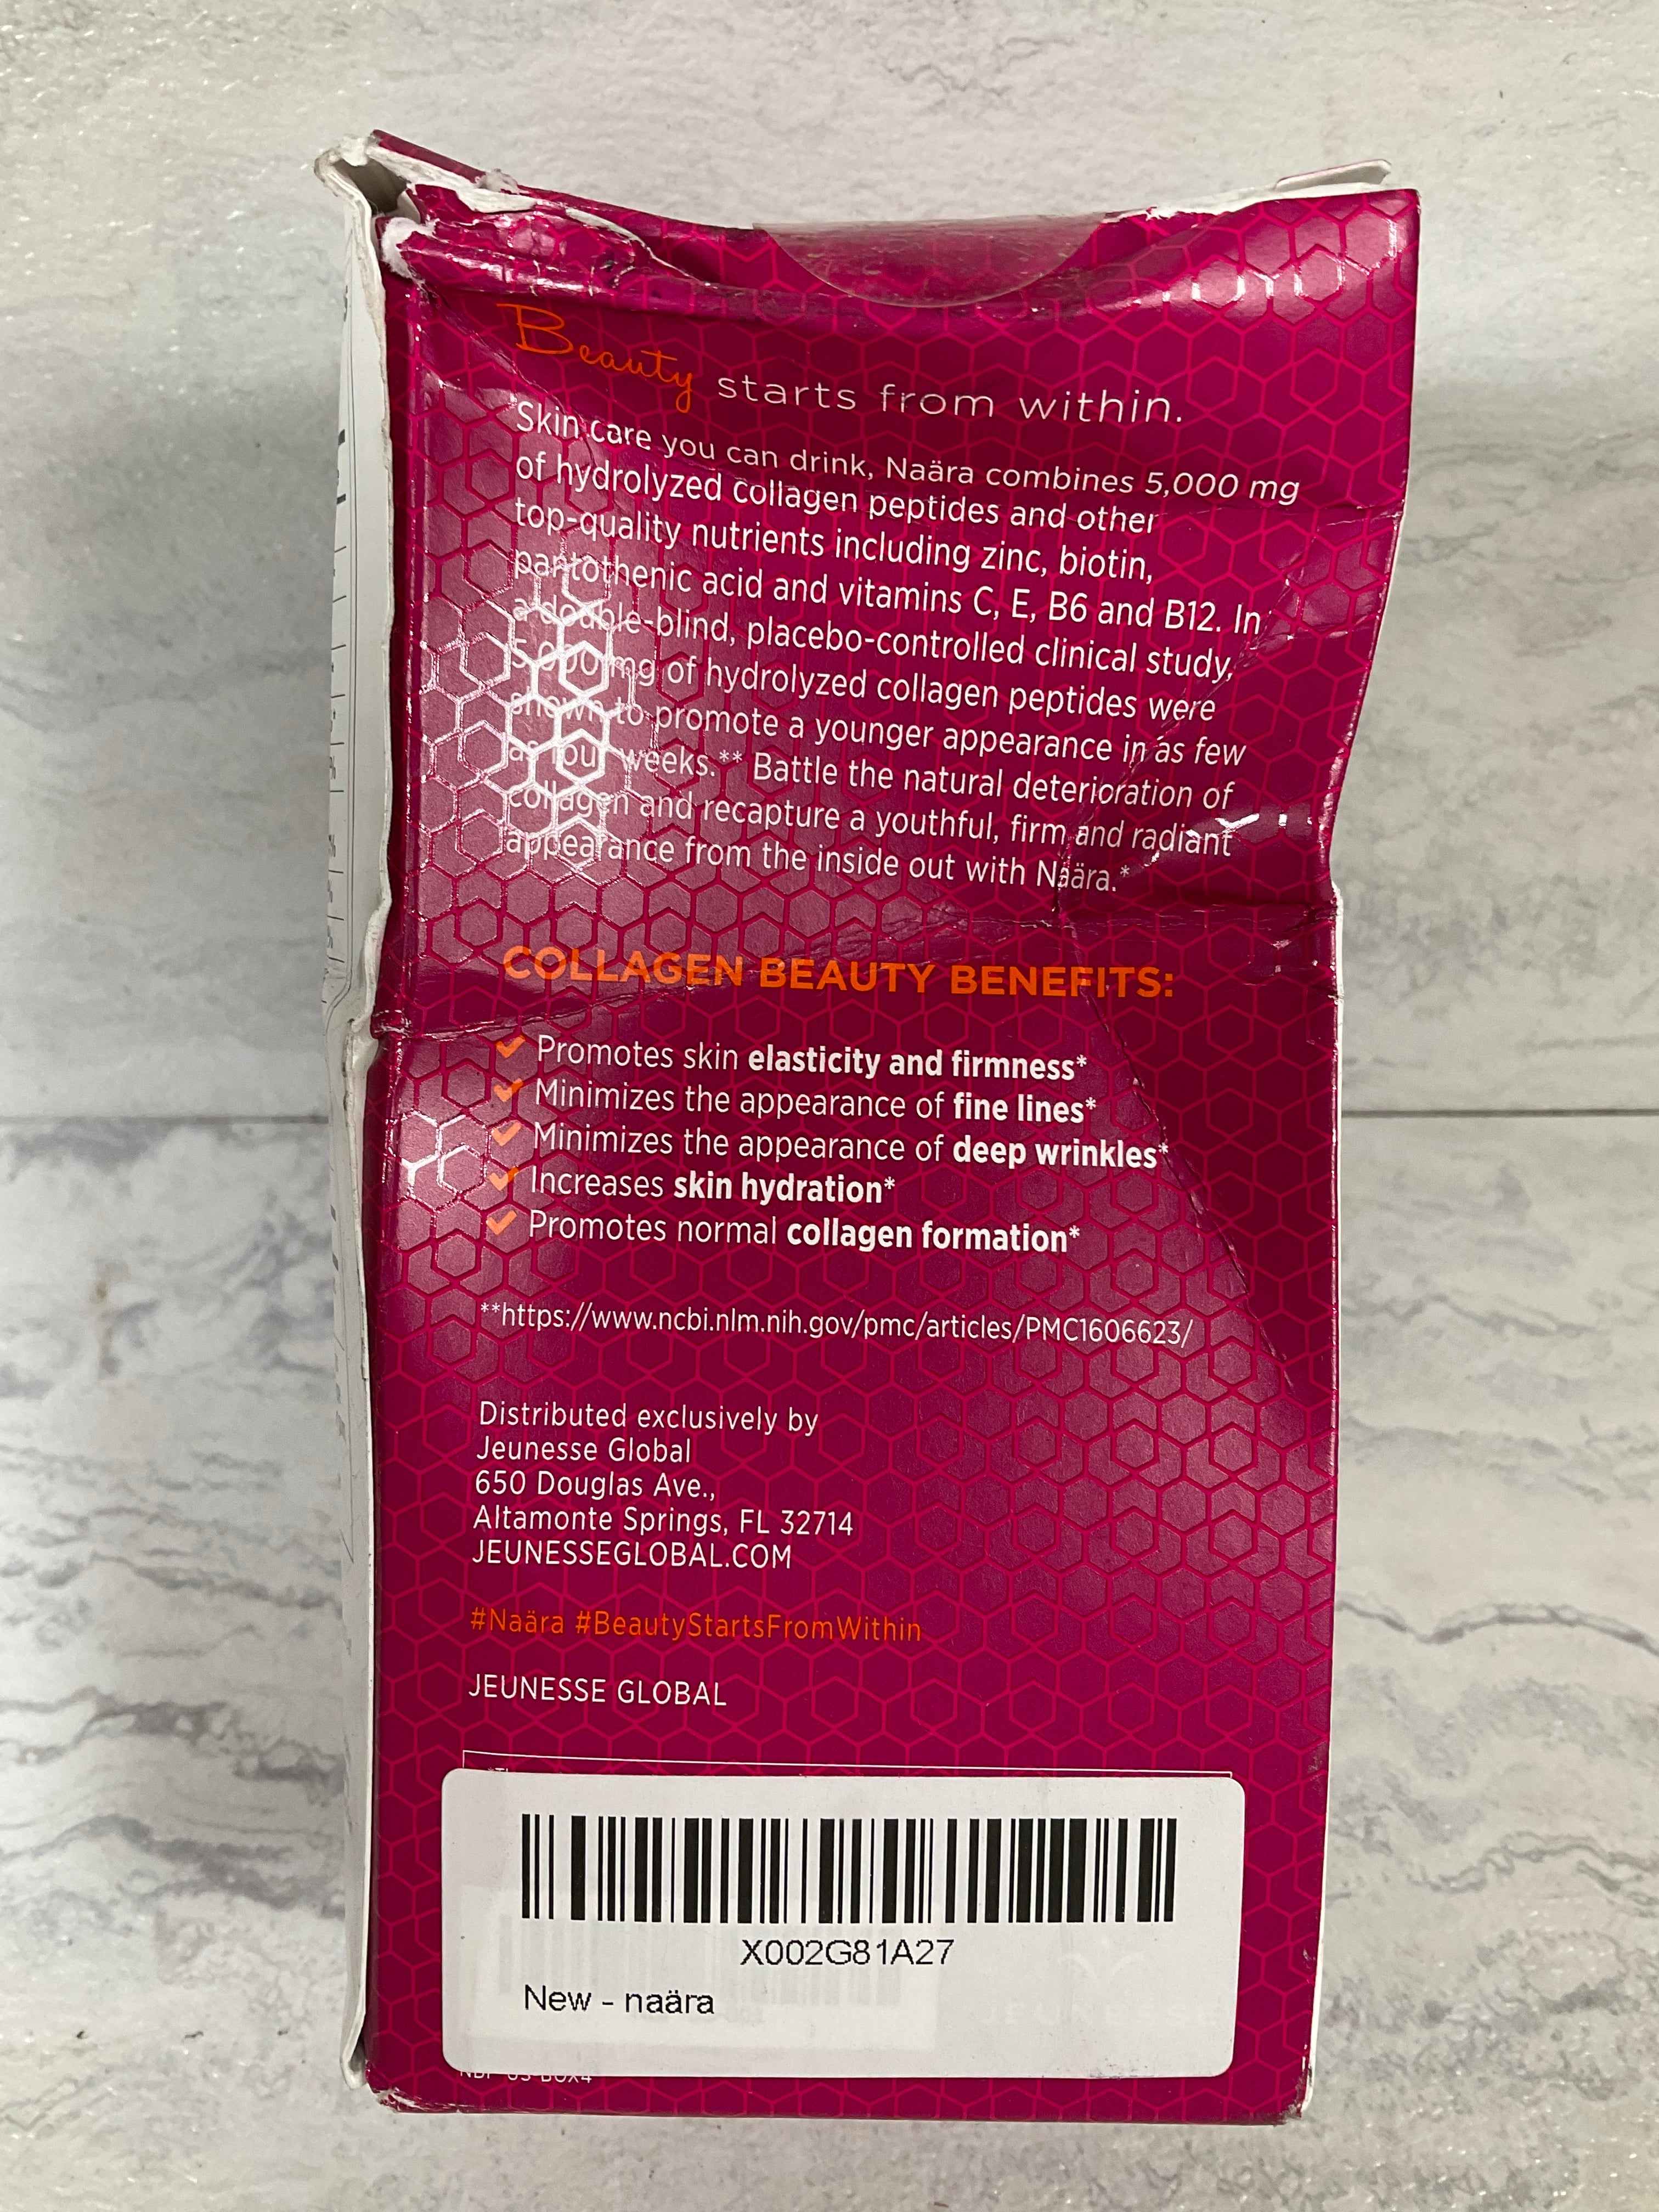 Beauty starts from within.
Skin care you can drink, Naära combines 5,000 mg
of hydrolyzed collagen peptides and other
top-quality nutrients including zinc, biotin,
pantothenic acid and vitamins C, E, B6 and B12. In
a double-blind, placebo-controlled clinical study,
5,000 mg of hydrolyzed collagen peptides were
shown to promote a younger appearance in as few
as four weeks.** Battle the natural deterioration of
collagen and recapture a youthful, firm and radiant
appearance from the inside out with Naära.*
COLLAGEN BEAUTY BENEFITS:
Promotes skin elasticity and firmness*
Minimizes the appearance of fine lines*
Minimizes the appearance of deep wrinkles*
Increases skin hydration*
Promotes normal collagen formation*
**https://www.ncbi.nlm.nih.gov/pmc/articles/PMC1606623/
Distributed exclusively by
Jeunesse Global
650 Douglas Ave.,
Altamonte Springs, FL 32714
JEUNESSEGLOBAL.COM
#Naära #BeautyStartsFromWithin
JEUNESSE GLOBAL
X002G81A27
New - naära